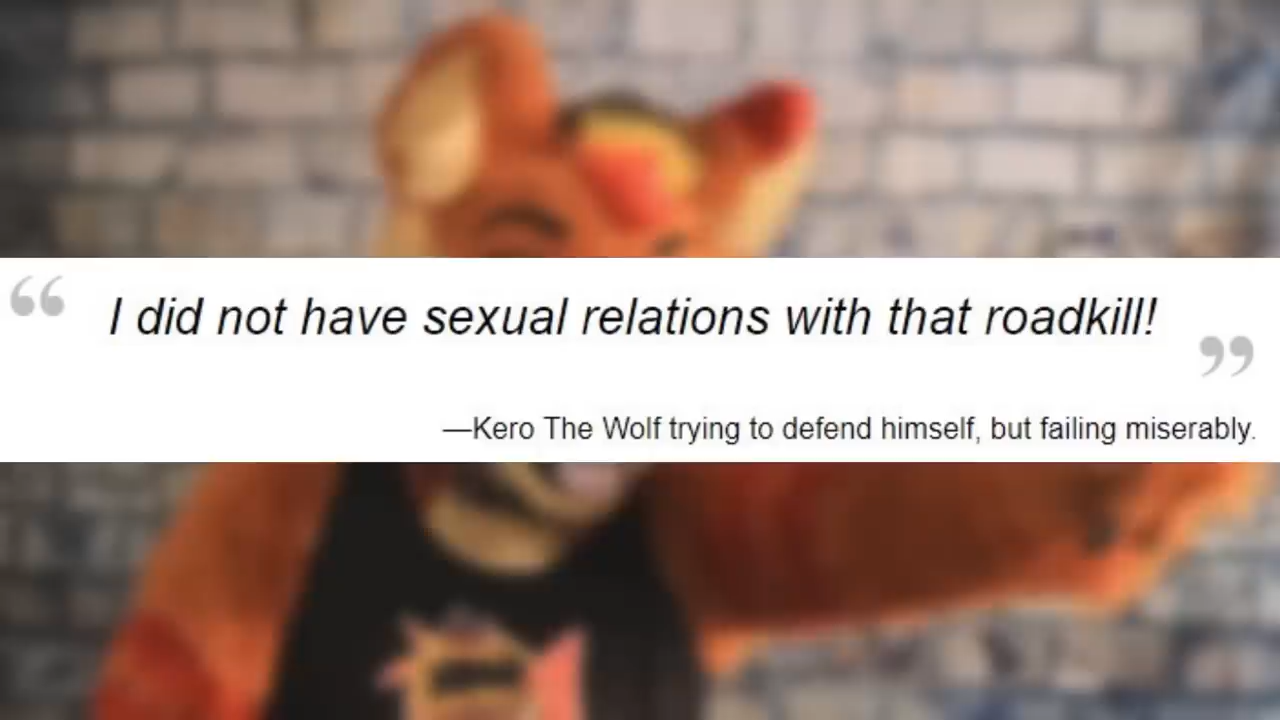 “ I did not have sexual relations with that roadkill! ”
—Kero The Wolf trying to defend himself, but failing miserably.